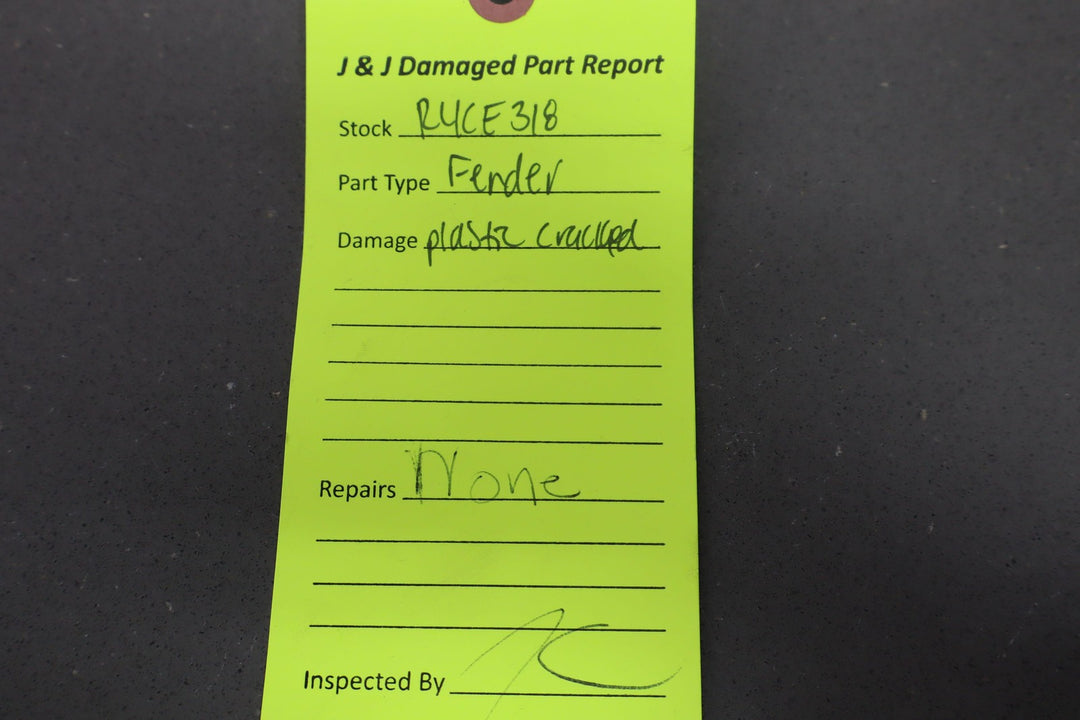 J & J Damaged Part Report
Stock R4CE318
Part Type Fender
Damage plastic cracked
Repairs None
Inspected By